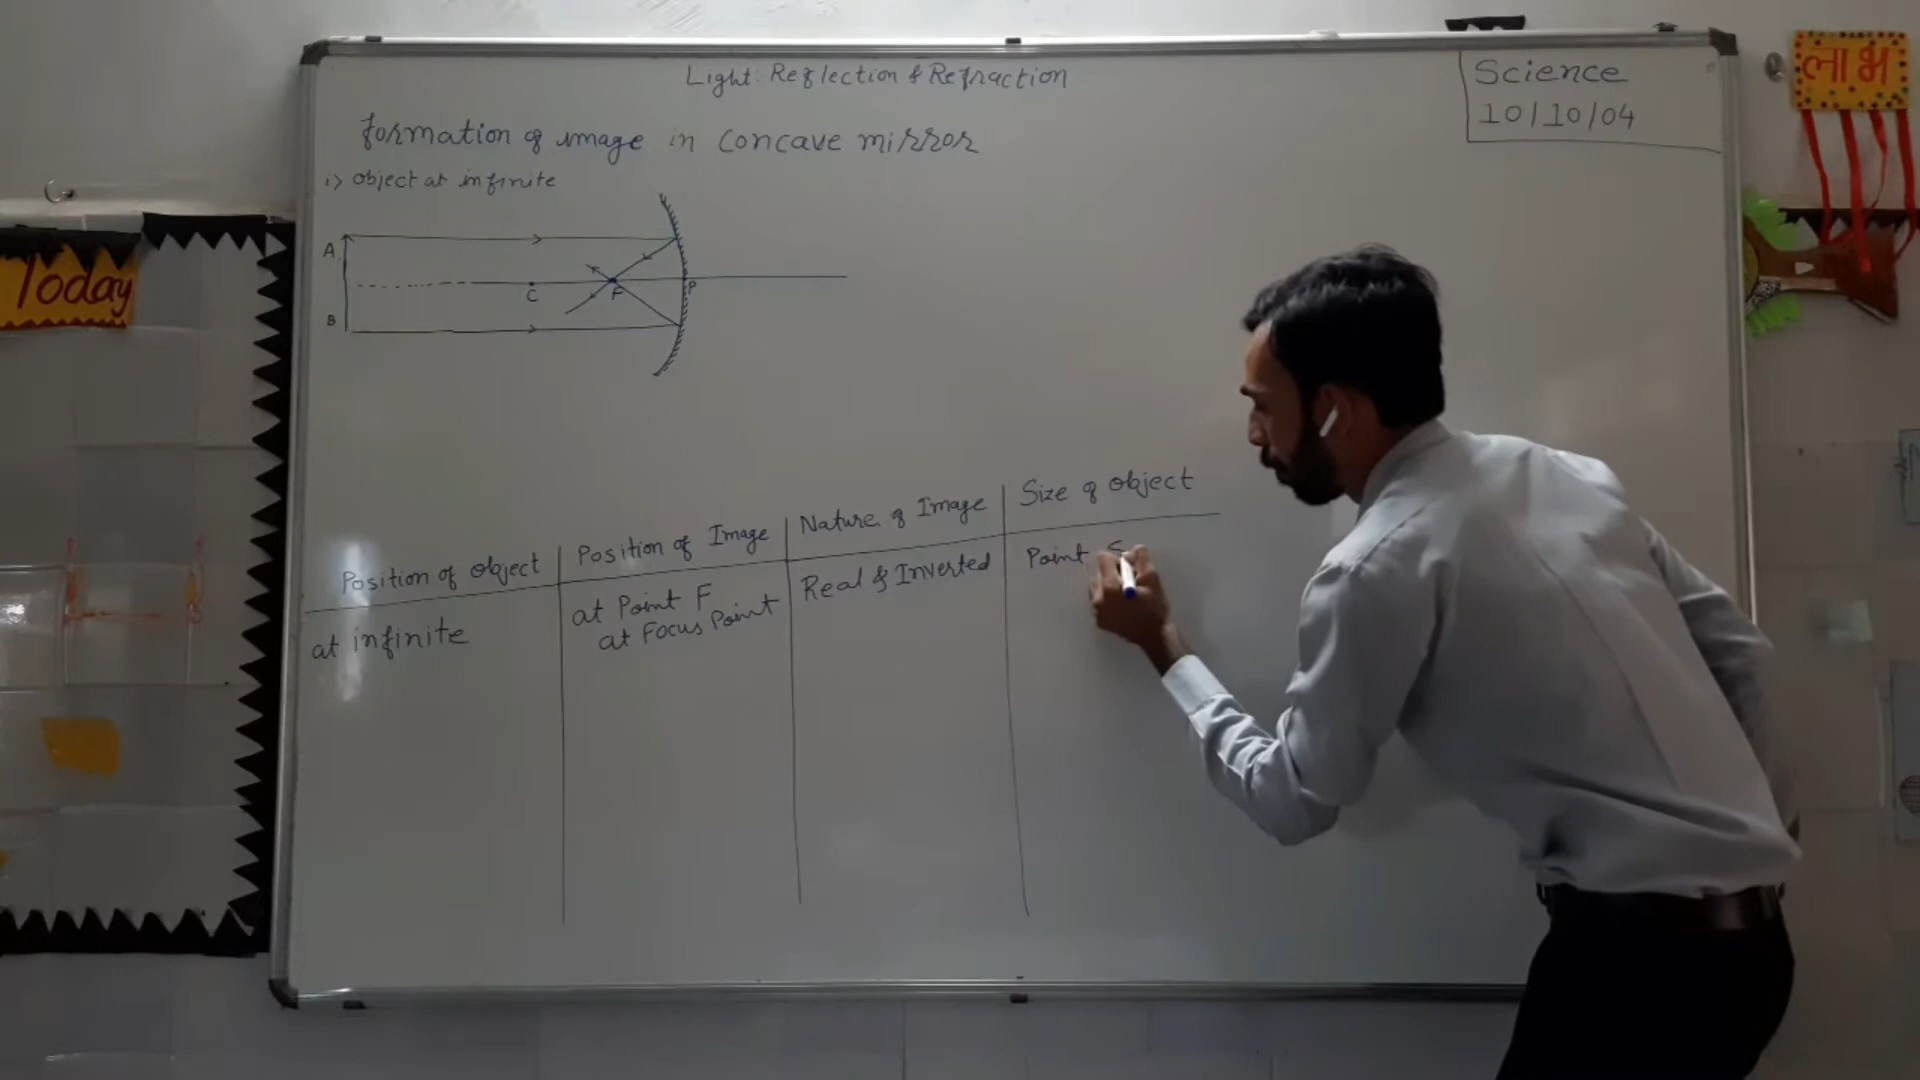 Light: Reflection & Refraction
Science
10/10/04
formation of image in concave mirror
1) object at infinite
A
B
C
F
P
Position of object
Position of Image
Nature of Image
Size of object
at infinite
at Point F
at Focus Point
Real & Inverted
Point S
Today
लाभ